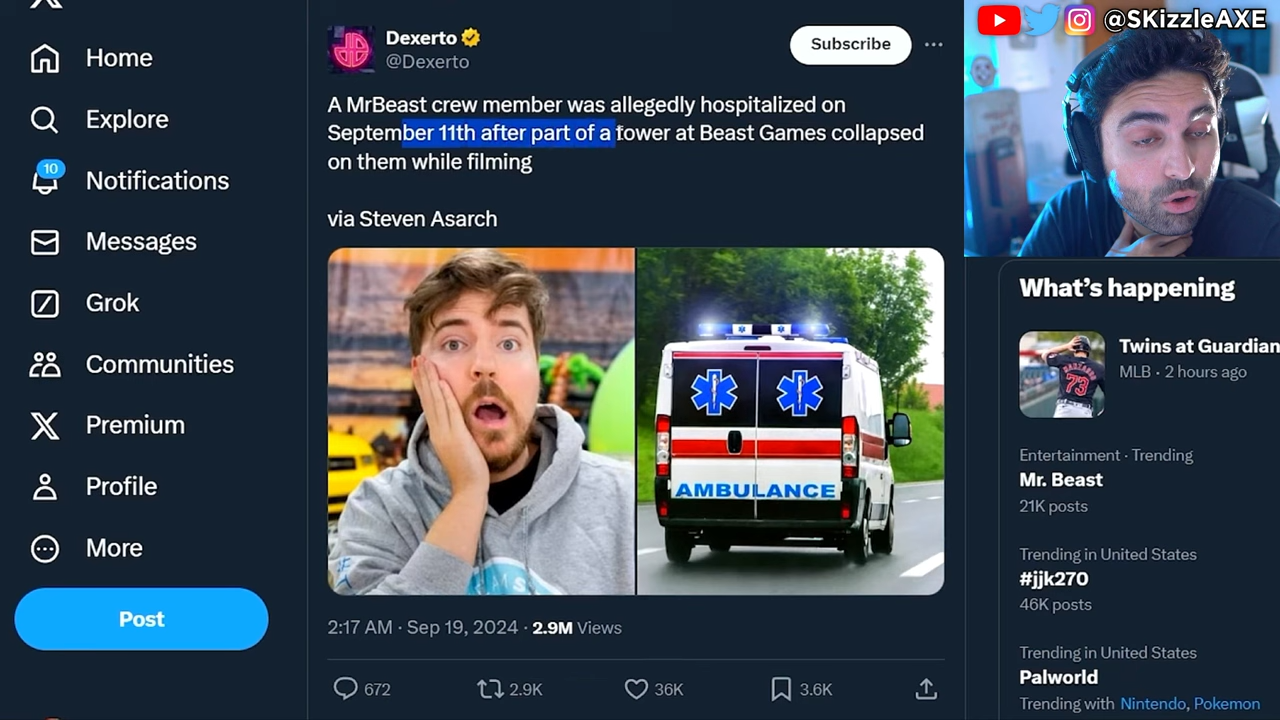 @SKizzleAXE
Home
Explore
10
Notifications
Messages
Grok
Communities
Premium
Profile
More
Post
Dexerto
@Dexerto
Subscribe
A MrBeast crew member was allegedly hospitalized on
September 11th after part of a tower at Beast Games collapsed
on them while filming
via Steven Asarch
AMBULANCE
2:17 AM · Sep 19, 2024 · 2.9M Views
672
2.9K
36K
3.6K
What's happening
Twins at Guardian
MLB · 2 hours ago
73
Entertainment · Trending
Mr. Beast
21K posts
Trending in United States
#jjk270
46K posts
Trending in United States
Palworld
Trending with Nintendo, Pokemon